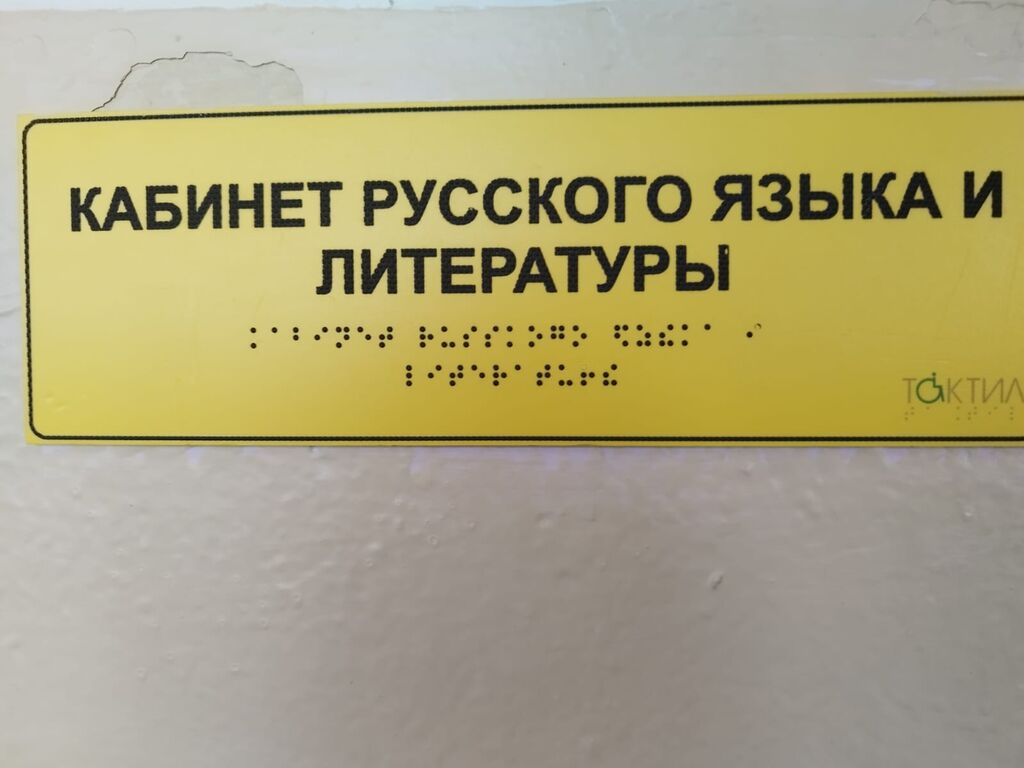 КАБИНЕТ РУССКОГО ЯЗЫКА И
ЛИТЕРАТУРЫ
⠅⠁⠃⠊⠝⠑⠞ ⠗⠥⠎⠎⠅⠕⠛⠕ ⠫⠵⠮⠅⠁ ⠊
⠇⠊⠞⠑⠗⠁⠞⠥⠗⠮
ТАКТИЛ